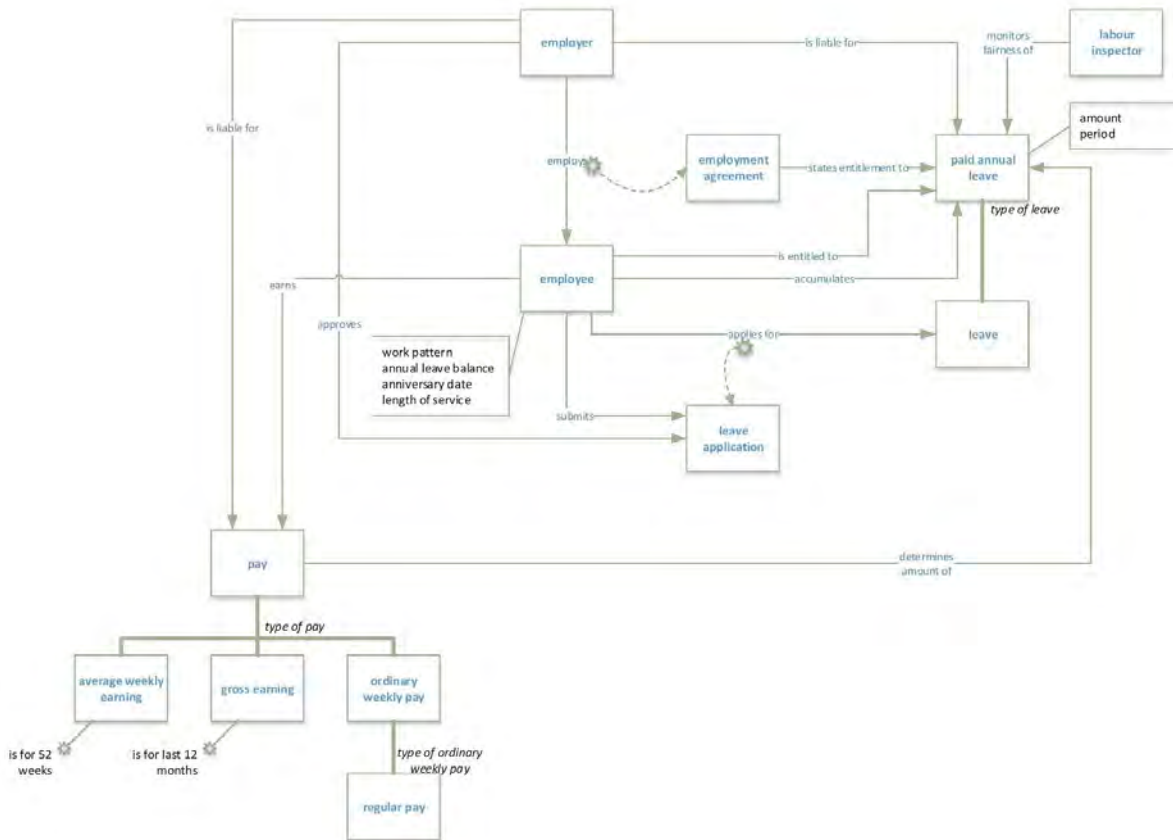 employer
is liable for
monitors
fairness of
labour
inspector
amount
period
is liable for
employs
employment
agreement
states entitlement to
paid annual
leave
type of leave
is entitled to
employee
accumulates
earns
approves
applies for
leave
work pattern
annual leave balance
anniversary date
length of service
submits
leave
application
pay
determines
amount of
type of pay
average weekly
earning
gross earning
ordinary
weekly pay
is for 52
weeks
is for last 12
months
type of ordinary
weekly pay
regular pay